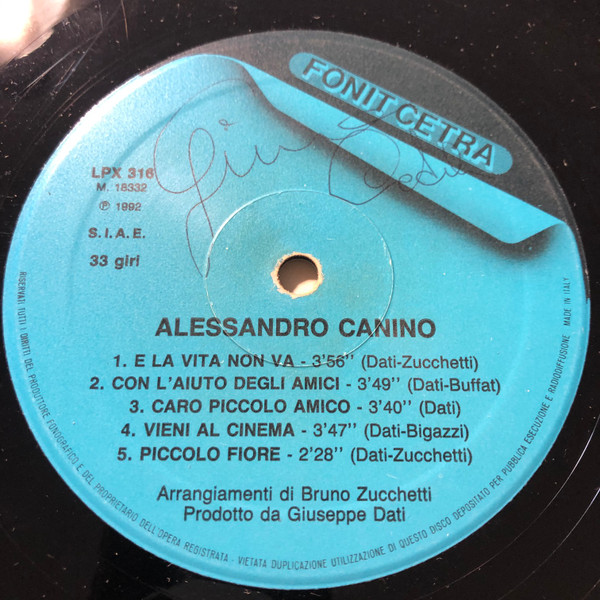 FONIT CETRA
LPX 316
M. 18332
℗ 1992
S.I.A.E.
33 giri
ALESSANDRO CANINO
1. E LA VITA NON VA - 3'56'' (Dati-Zucchetti)
2. CON L'AIUTO DEGLI AMICI - 3'49'' (Dati-Buffat)
3. CARO PICCOLO AMICO - 3'40'' (Dati)
4. VIENI AL CINEMA - 3'47'' (Dati-Bigazzi)
5. PICCOLO FIORE - 2'28'' (Dati-Zucchetti)
Arrangiamenti di Bruno Zucchetti
Prodotto da Giuseppe Dati
RISERVATI TUTTI I DIRITTI DEL PRODUTTORE FONOGRAFICO E DEL PROPRIETARIO DELL'OPERA REGISTRATA - VIETATA DUPLICAZIONE UTILIZZAZIONE DI QUESTO DISCO DEPOSITATO PER PUBBLICA ESECUZIONE E RADIODIFFUSIONE MADE IN ITALY